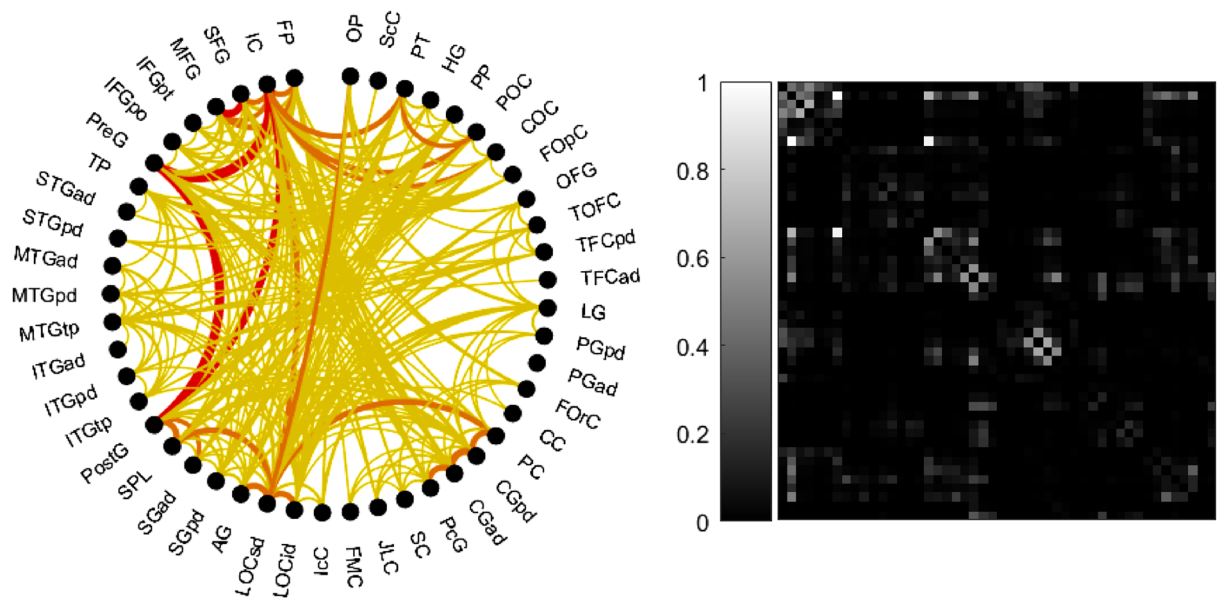 OP
ScC
PT
HG
PP
POC
COC
FOpC
OFG
TOFC
TFCpd
TFCad
LG
PGpd
PGad
FOrC
CC
PC
CGpd
CGad
PcG
SC
JLC
FMC
IcC
LOCid
LOCsd
AG
SGpd
SGad
SPL
PostG
ITGtp
ITGpd
ITGad
MTGtp
MTGpd
MTGad
STGpd
STGad
TP
PreG
IFGpo
IFGpt
MFG
SFG
IC
FP
1
0.8
0.6
0.4
0.2
0